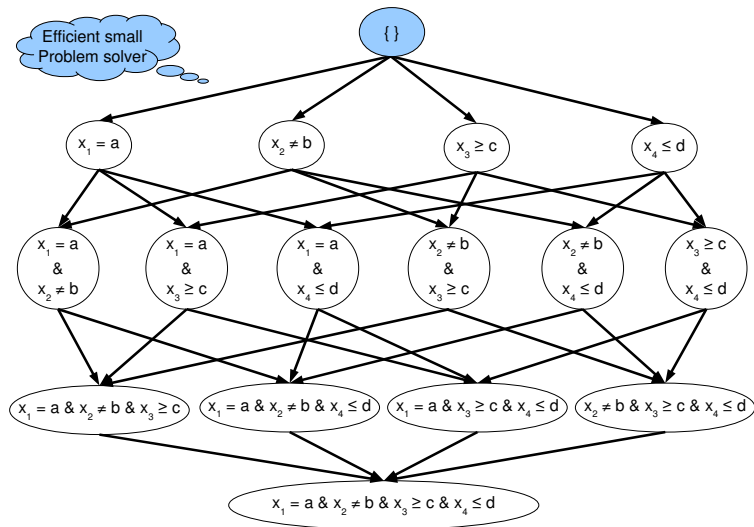 Efficient small
Problem solver
{ }
x₁ = a
x₂ ≠ b
x₃ ≥ c
x₄ ≤ d
x₁ = a
&
x₂ ≠ b
x₁ = a
&
x₃ ≥ c
x₁ = a
&
x₄ ≤ d
x₂ ≠ b
&
x₃ ≥ c
x₂ ≠ b
&
x₄ ≤ d
x₃ ≥ c
&
x₄ ≤ d
x₁ = a & x₂ ≠ b & x₃ ≥ c
x₁ = a & x₂ ≠ b & x₄ ≤ d
x₁ = a & x₃ ≥ c & x₄ ≤ d
x₂ ≠ b & x₃ ≥ c & x₄ ≤ d
x₁ = a & x₂ ≠ b & x₃ ≥ c & x₄ ≤ d